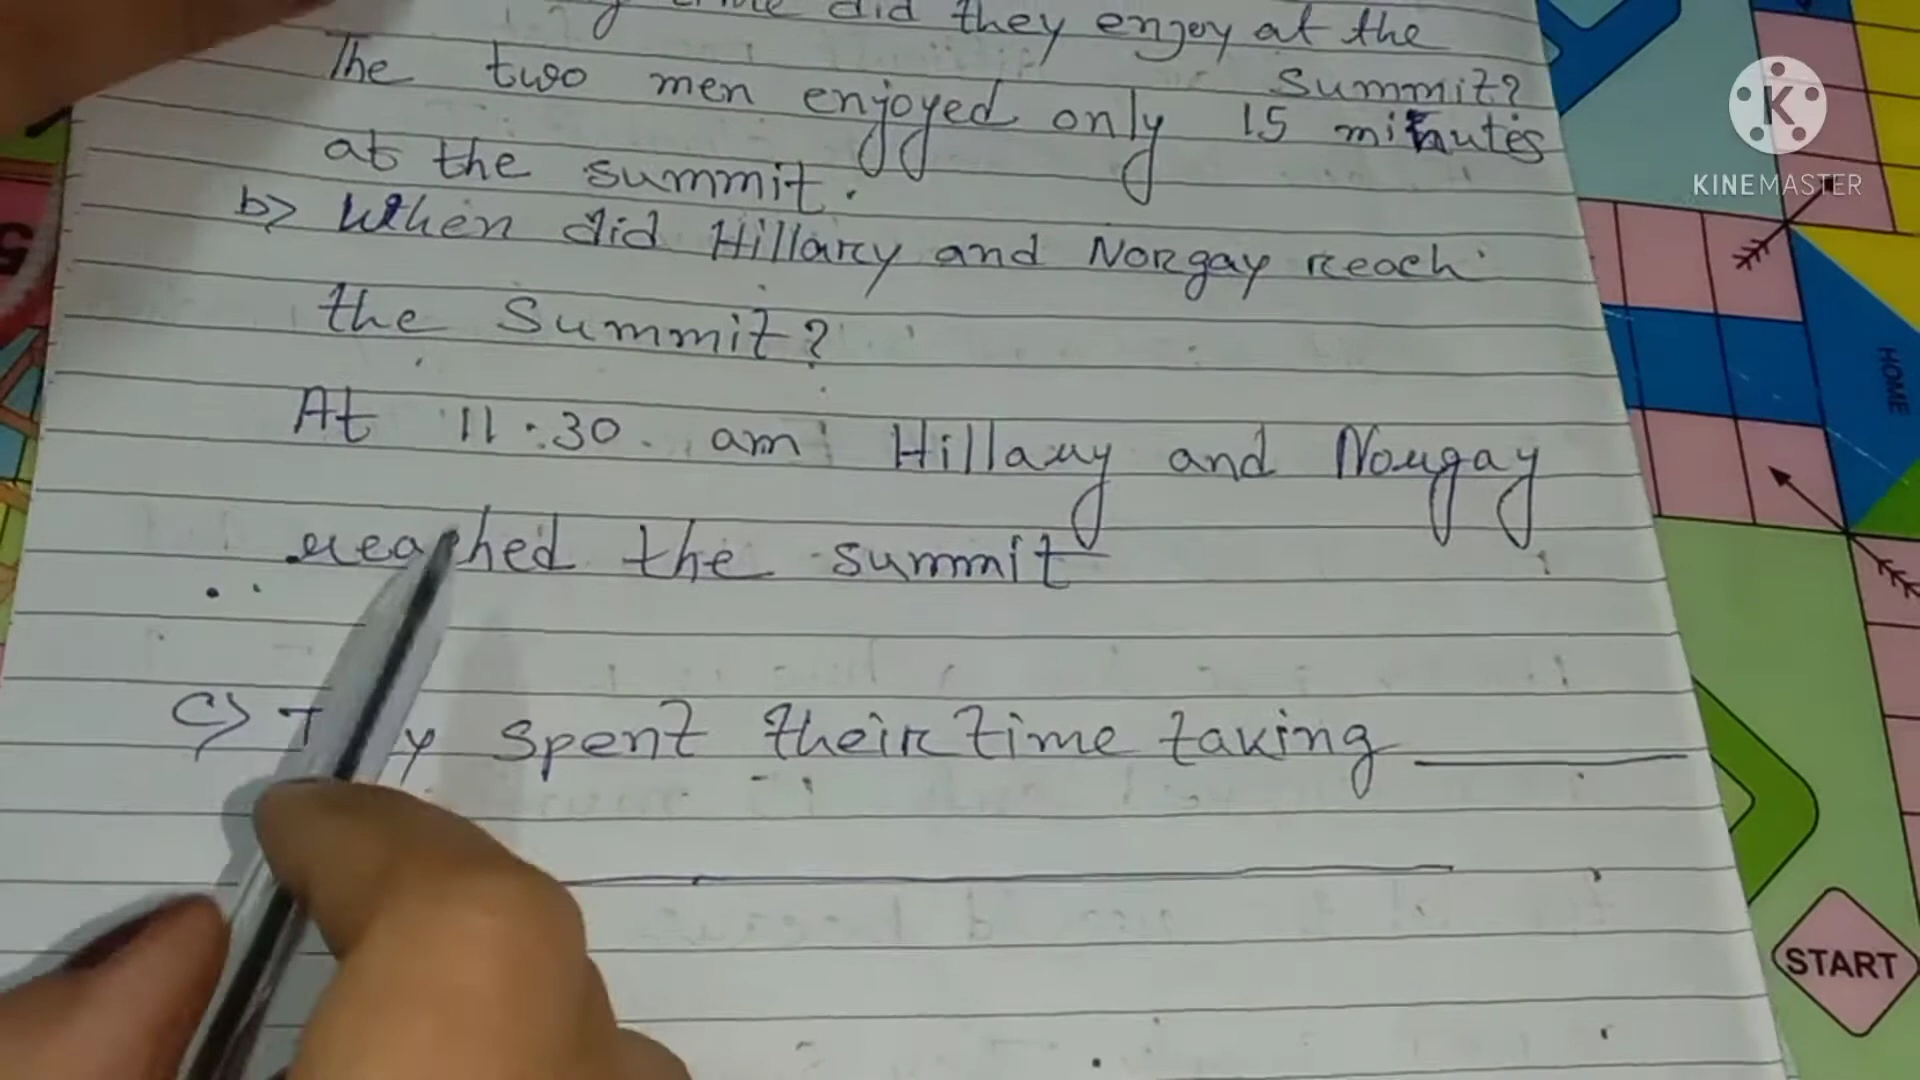 did they enjoy at the
Summit?
The two men enjoyed only 15 minutes
at the summit.
b> When did Hillary and Norgay reach
the Summit?
At 11:30 am Hillary and Norgay
reached the summit
c> spent their time taking
K
KINEMASTER
HOME
START
5